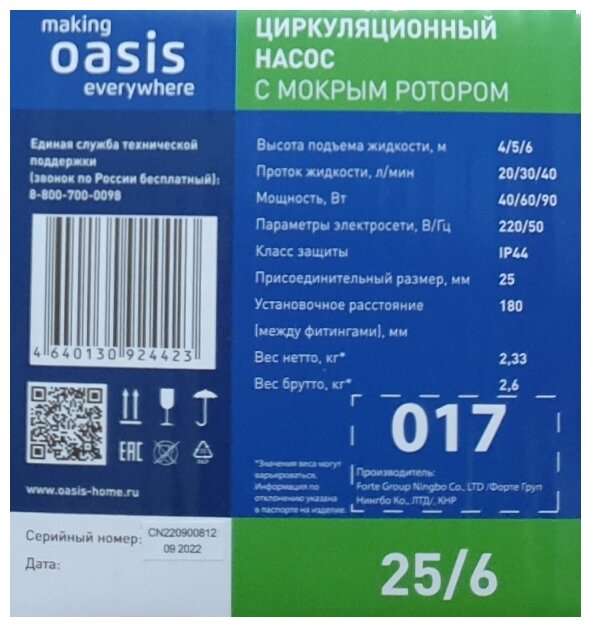 making
oasis
everywhere
ЦИРКУЛЯЦИОННЫЙ
НАСОС
С МОКРЫМ РОТОРОМ
Единая служба технической
поддержки
(звонок по России бесплатный):
8-800-700-0098
4 640130 924423
EAC
PAP
www.oasis-home.ru
Высота подъема жидкости, м 4/5/6
Проток жидкости, л/мин 20/30/40
Мощность, Вт 40/60/90
Параметры электросети, В/Гц 220/50
Класс защиты IP44
Присоединительный размер, мм 25
Установочное расстояние 180
(между фитингами), мм
Вес нетто, кг* 2,33
Вес брутто, кг* 2,6
017
*Значения веса могут
варьироваться.
Информация по
отклонению указана
в паспорте на изделие.
Производитель:
Forte Group Ningbo Co., LTD /Форте Груп
Нингбо Ко., ЛТД/, КНР
Серийный номер: CN220900812
09 2022
Дата:
25/6